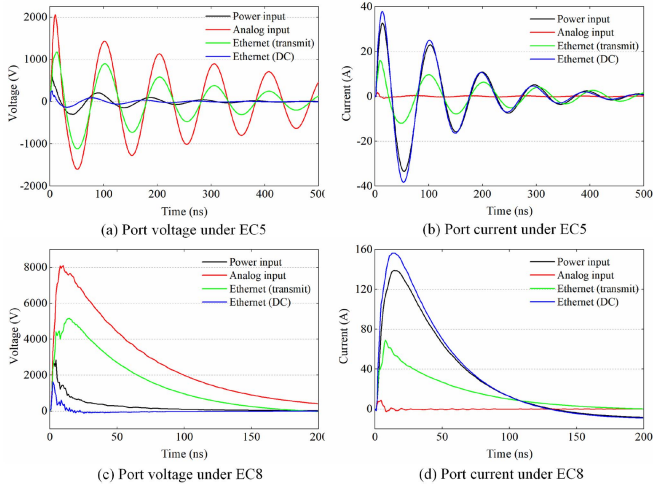 Power input
Analog input
Ethernet (transmit)
Ethernet (DC)
2000
1000
0
-1000
-2000
Voltage (V)
0
100
200
300
400
500
Time (ns)
(a) Port voltage under EC5
Power input
Analog input
Ethernet (transmit)
Ethernet (DC)
40
20
0
-20
-40
Current (A)
0
100
200
300
400
500
Time (ns)
(b) Port current under EC5
Power input
Analog input
Ethernet (transmit)
Ethernet (DC)
8000
6000
4000
2000
0
Voltage (V)
0
50
100
150
200
Time (ns)
(c) Port voltage under EC8
Power input
Analog input
Ethernet (transmit)
Ethernet (DC)
160
120
80
40
0
Current (A)
0
50
100
150
200
Time (ns)
(d) Port current under EC8